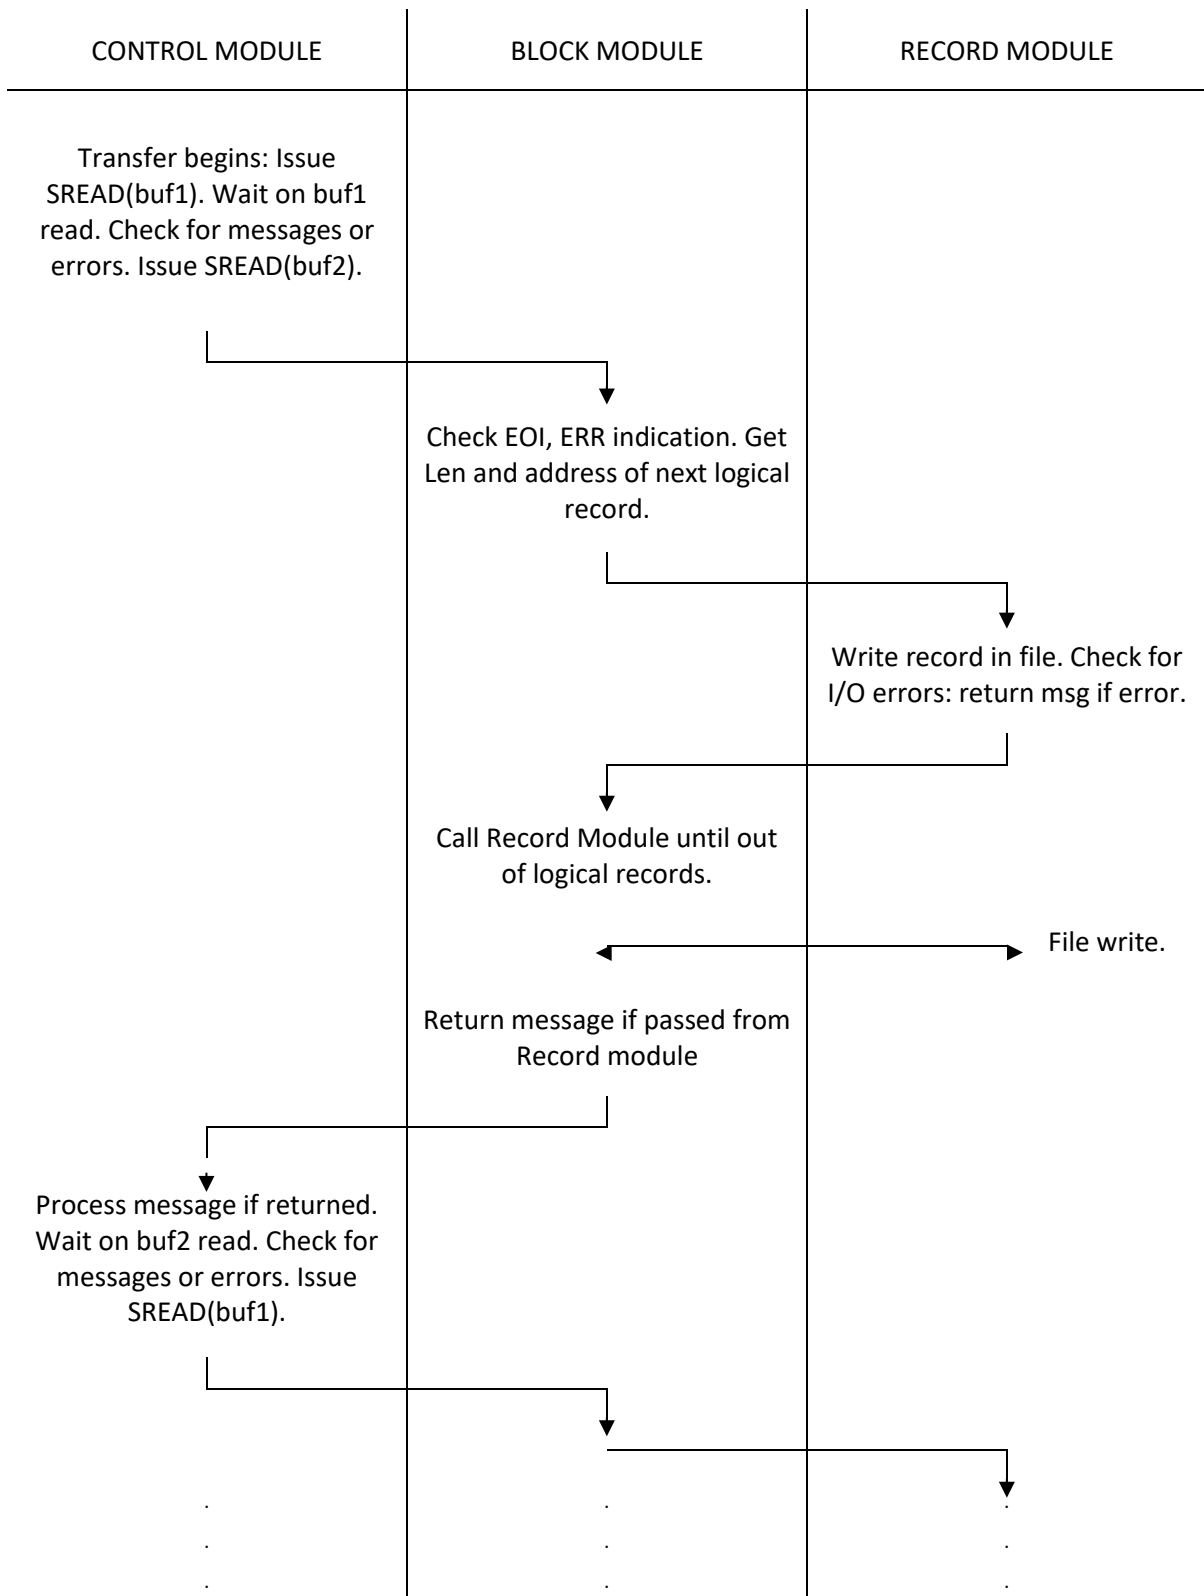 CONTROL MODULE
BLOCK MODULE
RECORD MODULE
Transfer begins: Issue
SREAD(buf1). Wait on buf1
read. Check for messages or
errors. Issue SREAD(buf2).
Check EOI, ERR indication. Get
Len and address of next logical
record.
Write record in file. Check for
I/O errors: return msg if error.
Call Record Module until out
of logical records.
File write.
Return message if passed from
Record module
Process message if returned.
Wait on buf2 read. Check for
messages or errors. Issue
SREAD(buf1).
. . .
. . .
. . .